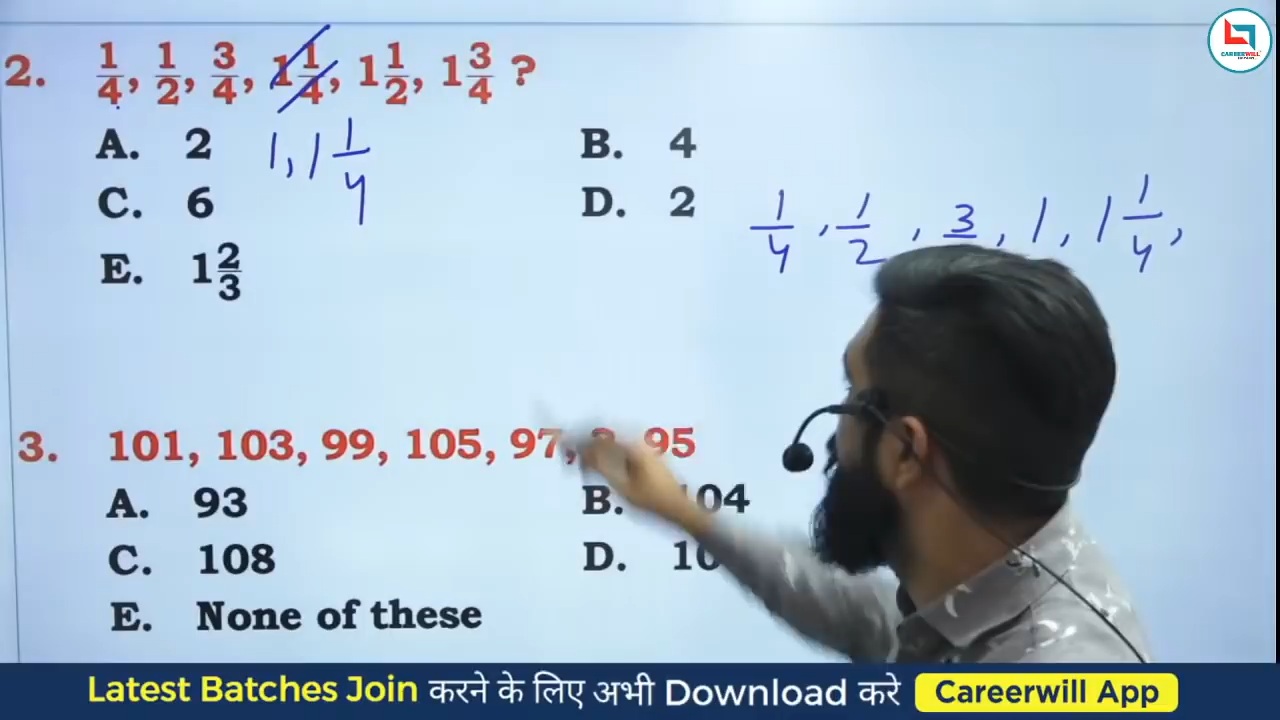 CAREERWILL
2. 1/4, 1/2, 3/4, 1 1/4, 1 1/2, 1 3/4 ?
A. 2 B. 4
1, 1 1/4
C. 6 D. 2
1/4, 1/2, 3, 1, 1 1/4,
E. 1 2/3
3. 101, 103, 99, 105, 97, 95
A. 93 B. 104
C. 108 D. 10
E. None of these
Latest Batches Join करने के लिए अभी Download करे Careerwill App